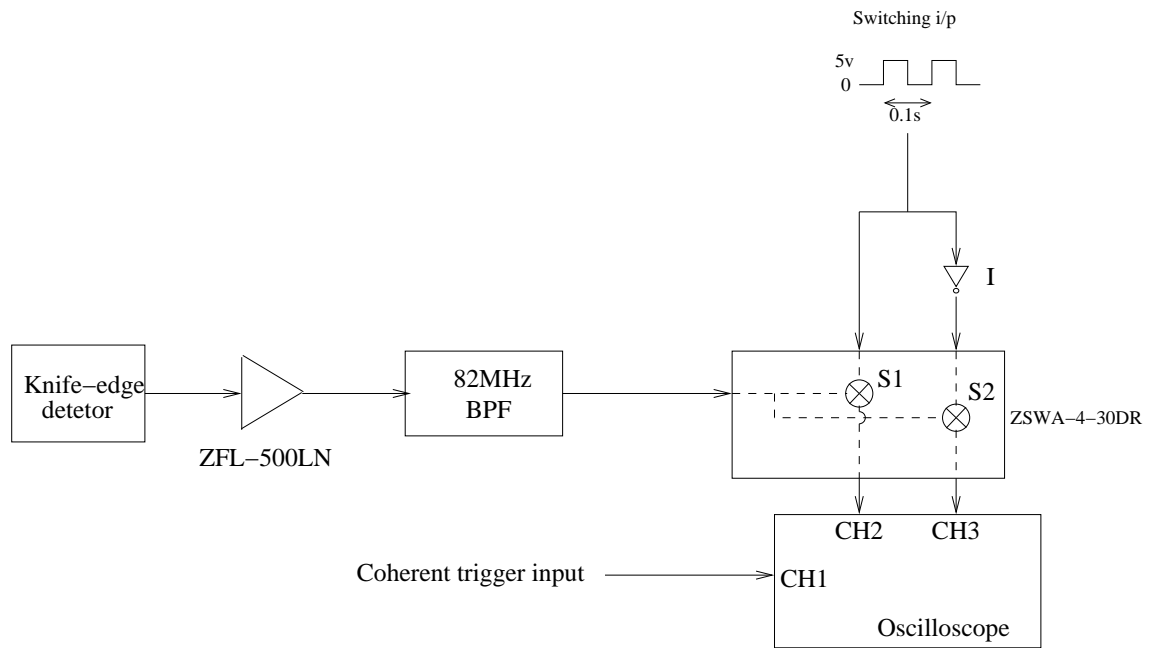 Switching i/p
5v
0
0.1s
I
Knife-edge
detetor
ZFL-500LN
82MHz
BPF
S1
S2
ZSWA-4-30DR
CH2
CH3
Coherent trigger input
CH1
Oscilloscope